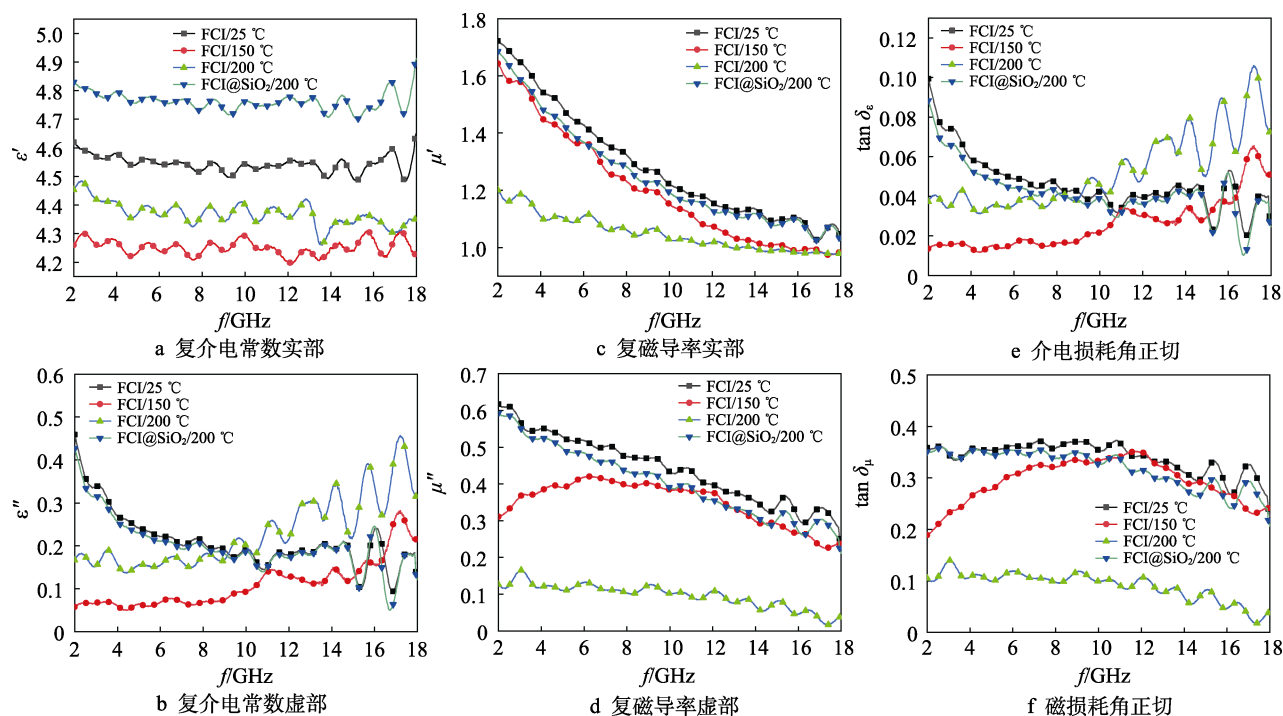 5.0
4.9
4.8
4.7
4.6
4.5
4.4
4.3
4.2
ε′
FCI/25 ℃
FCI/150 ℃
FCI/200 ℃
FCI@SiO₂/200 ℃
2 4 6 8 10 12 14 16 18
f/GHz
a 复介电常数实部
1.8
1.6
1.4
1.2
1.0
μ′
FCI/25 ℃
FCI/150 ℃
FCI/200 ℃
FCI@SiO₂/200 ℃
2 4 6 8 10 12 14 16 18
f/GHz
c 复磁导率实部
0.12
0.10
0.08
0.06
0.04
0.02
0
tan δε
FCI/25 ℃
FCI/150 ℃
FCI/200 ℃
FCI@SiO₂/200 ℃
2 4 6 8 10 12 14 16 18
f/GHz
e 介电损耗角正切
0.6
0.5
0.4
0.3
0.2
0.1
0
ε″
FCI/25 ℃
FCI/150 ℃
FCI/200 ℃
FCI@SiO₂/200 ℃
2 4 6 8 10 12 14 16 18
f/GHz
b 复介电常数虚部
0.7
0.6
0.5
0.4
0.3
0.2
0.1
0
μ″
FCI/25 ℃
FCI/150 ℃
FCI/200 ℃
FCI@SiO₂/200 ℃
2 4 6 8 10 12 14 16 18
f/GHz
d 复磁导率虚部
0.5
0.4
0.3
0.2
0.1
0
tan δμ
FCI/25 ℃
FCI/150 ℃
FCI/200 ℃
FCI@SiO₂/200 ℃
2 4 6 8 10 12 14 16 18
f/GHz
f 磁损耗角正切